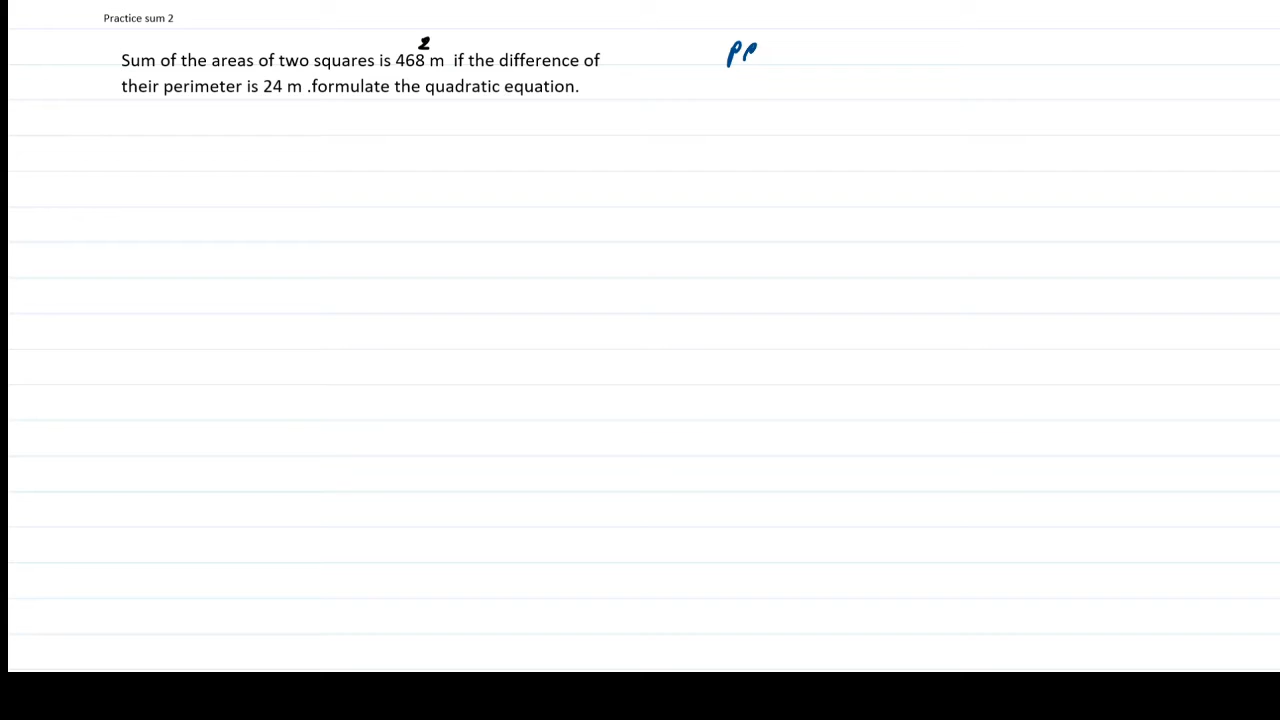 Practice sum 2
2
Sum of the areas of two squares is 468 m if the difference of
their perimeter is 24 m .formulate the quadratic equation.